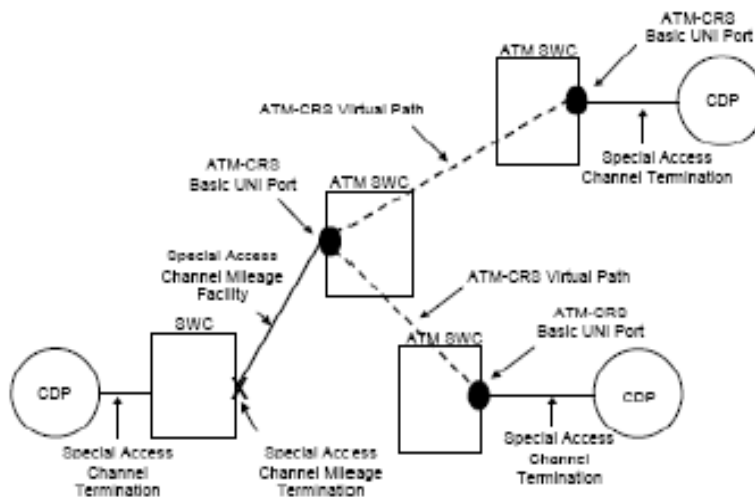 ATM-CRS
Basic UNI Port
ATM SWC
CDP
ATM-CRS Virtual Path
Special Access
Channel Termination
ATM-CRS
Basic UNI Port
ATM SWC
Special Access
Channel Mileage
Facility
ATM-CRS Virtual Path
SWC
ATM-CRS
Basic UNI Port
ATM SWC
CDP
CDP
Special Access
Channel
Termination
Special Access
Channel Mileage
Termination
Special Access
Channel
Termination